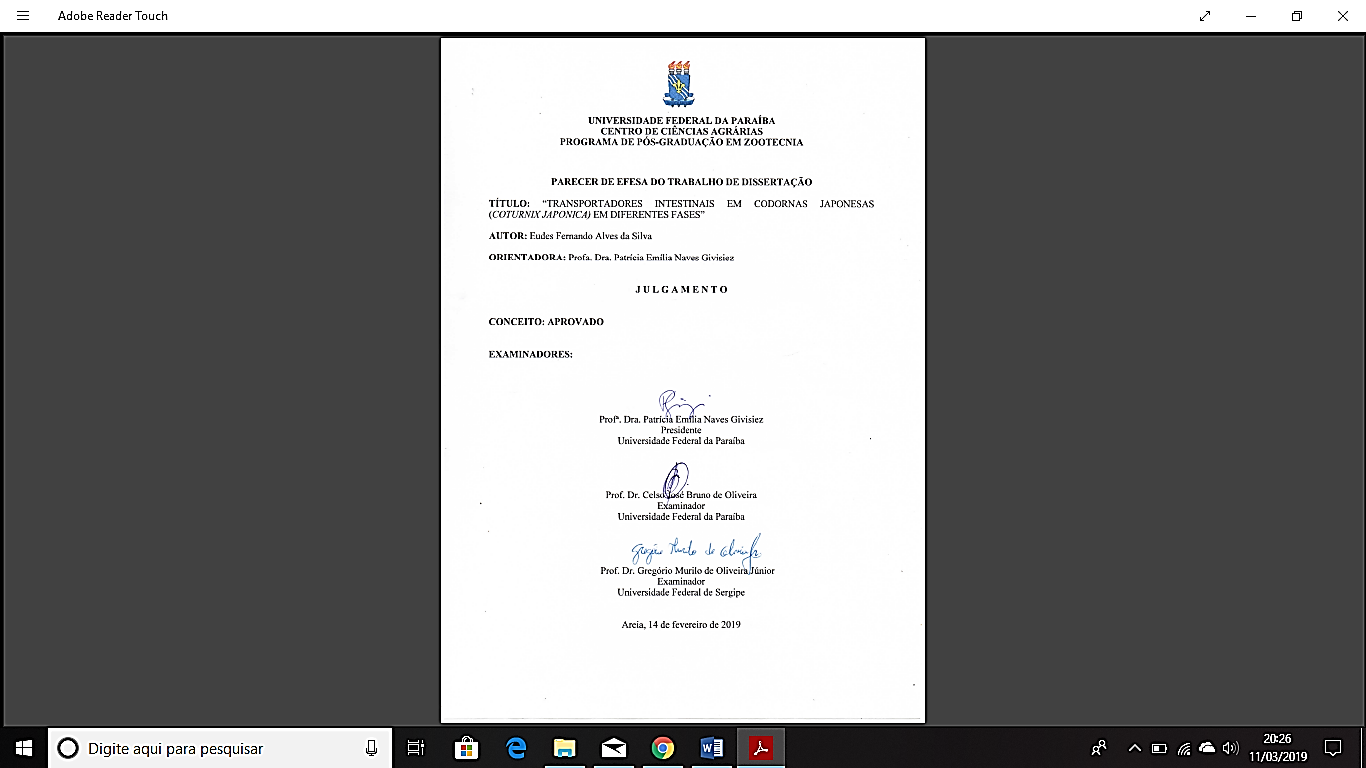 Adobe Reader Touch
UNIVERSIDADE FEDERAL DA PARAÍBA
CENTRO DE CIÊNCIAS AGRÁRIAS
PROGRAMA DE PÓS-GRADUAÇÃO EM ZOOTECNIA
PARECER DE EFESA DO TRABALHO DE DISSERTAÇÃO
TÍTULO: “TRANSPORTADORES INTESTINAIS EM CODORNAS JAPONESAS
(COTURNIX JAPONICA) EM DIFERENTES FASES”
AUTOR: Eudes Fernando Alves da Silva
ORIENTADORA: Profa. Dra. Patrícia Emília Naves Givisiez
J U L G A M E N T O
CONCEITO: APROVADO
EXAMINADORES:
Profª. Dra. Patrícia Emília Naves Givisiez
Presidente
Universidade Federal da Paraíba
Prof. Dr. Celso José Bruno de Oliveira
Examinador
Universidade Federal da Paraíba
Prof. Dr. Gregório Murilo de Oliveira Júnior
Examinador
Universidade Federal de Sergipe
Areia, 14 de fevereiro de 2019
Digite aqui para pesquisar
20:26
11/03/2019